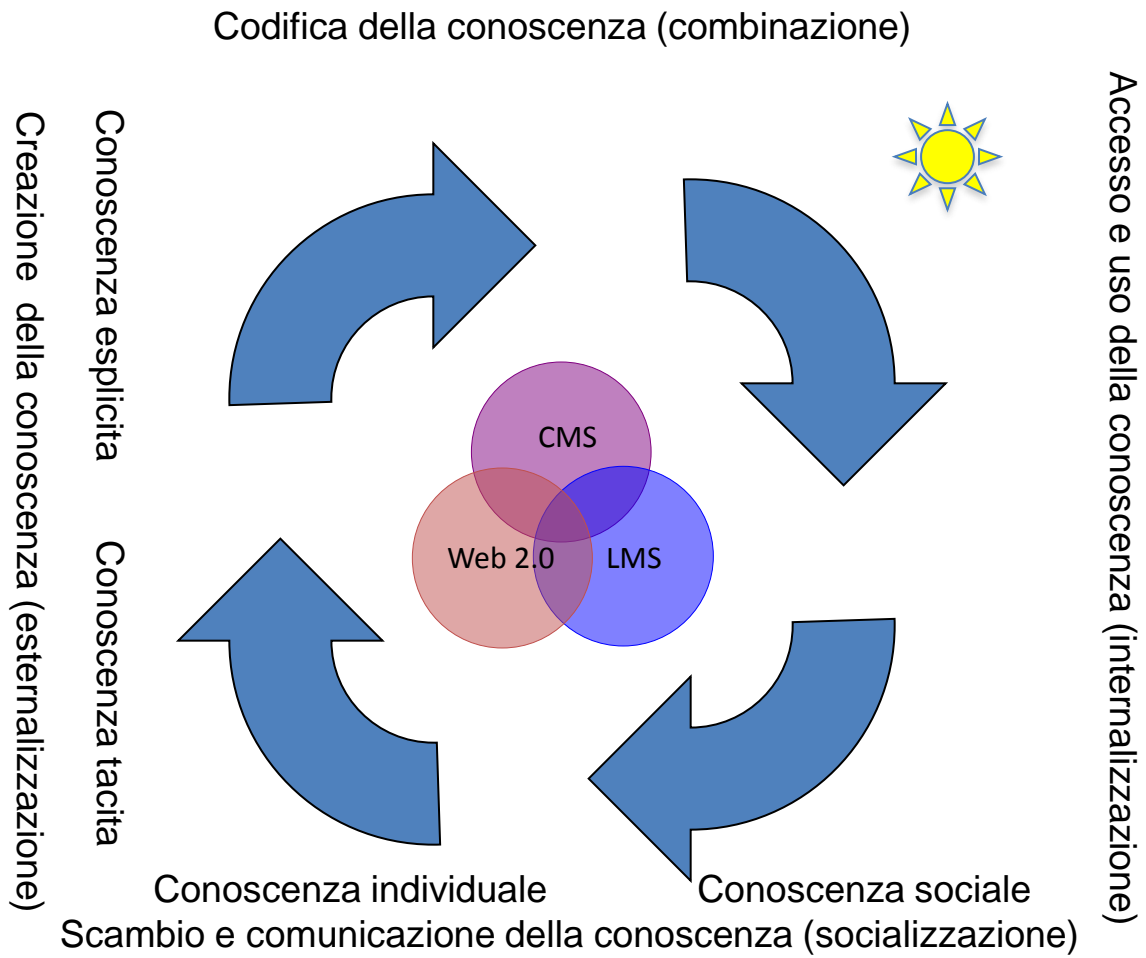 Codifica della conoscenza (combinazione)
Creazione della conoscenza (esternalizzazione)
Conoscenza esplicita
Conoscenza tacita
Accesso e uso della conoscenza (internalizzazione)
CMS
Web 2.0
LMS
Conoscenza individuale
Conoscenza sociale
Scambio e comunicazione della conoscenza (socializzazione)